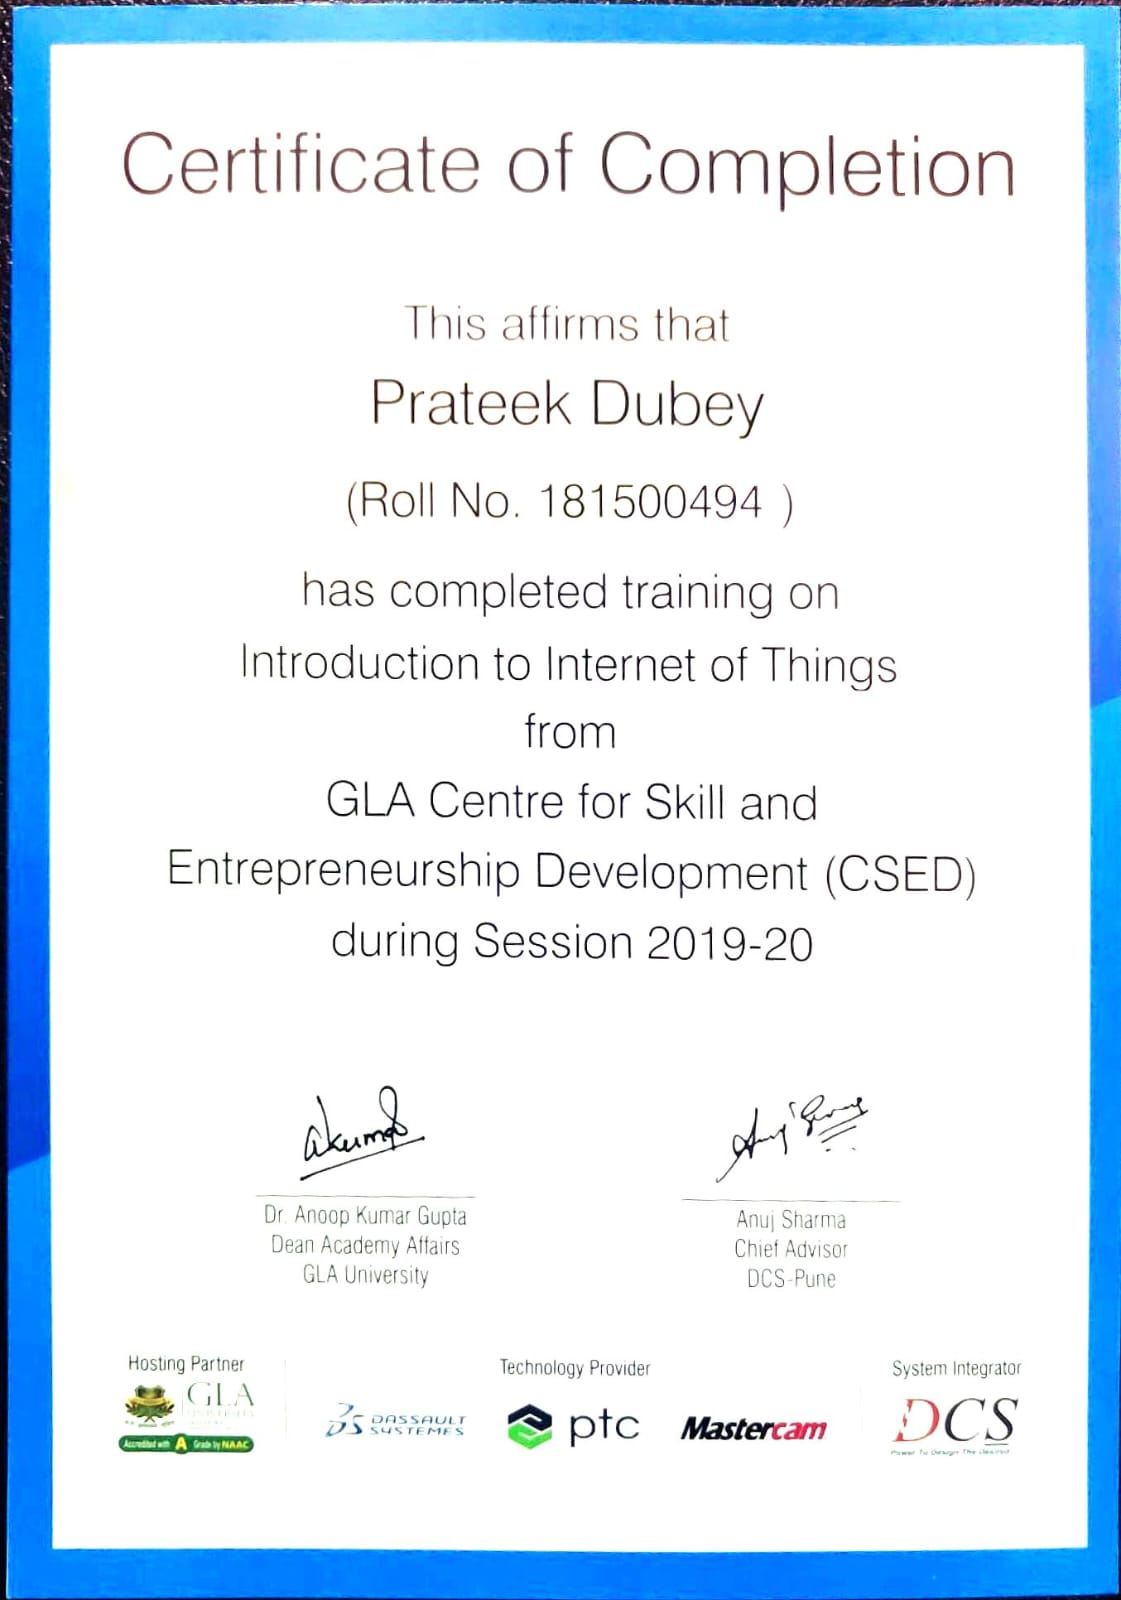 Certificate of Completion
This affirms that
Prateek Dubey
(Roll No. 181500494 )
has completed training on
Introduction to Internet of Things
from
GLA Centre for Skill and
Entrepreneurship Development (CSED)
during Session 2019-20
Dr. Anoop Kumar Gupta
Dean Academy Affairs
GLA University
Anuj Sharma
Chief Advisor
DCS-Pune
Hosting Partner
GLA
UNIVERSITY
Accredited with A Grade by NAAC
Technology Provider
DASSAULT
SYSTEMES
ptc
Mastercam
System Integrator
DCS
Power To Design The Desired